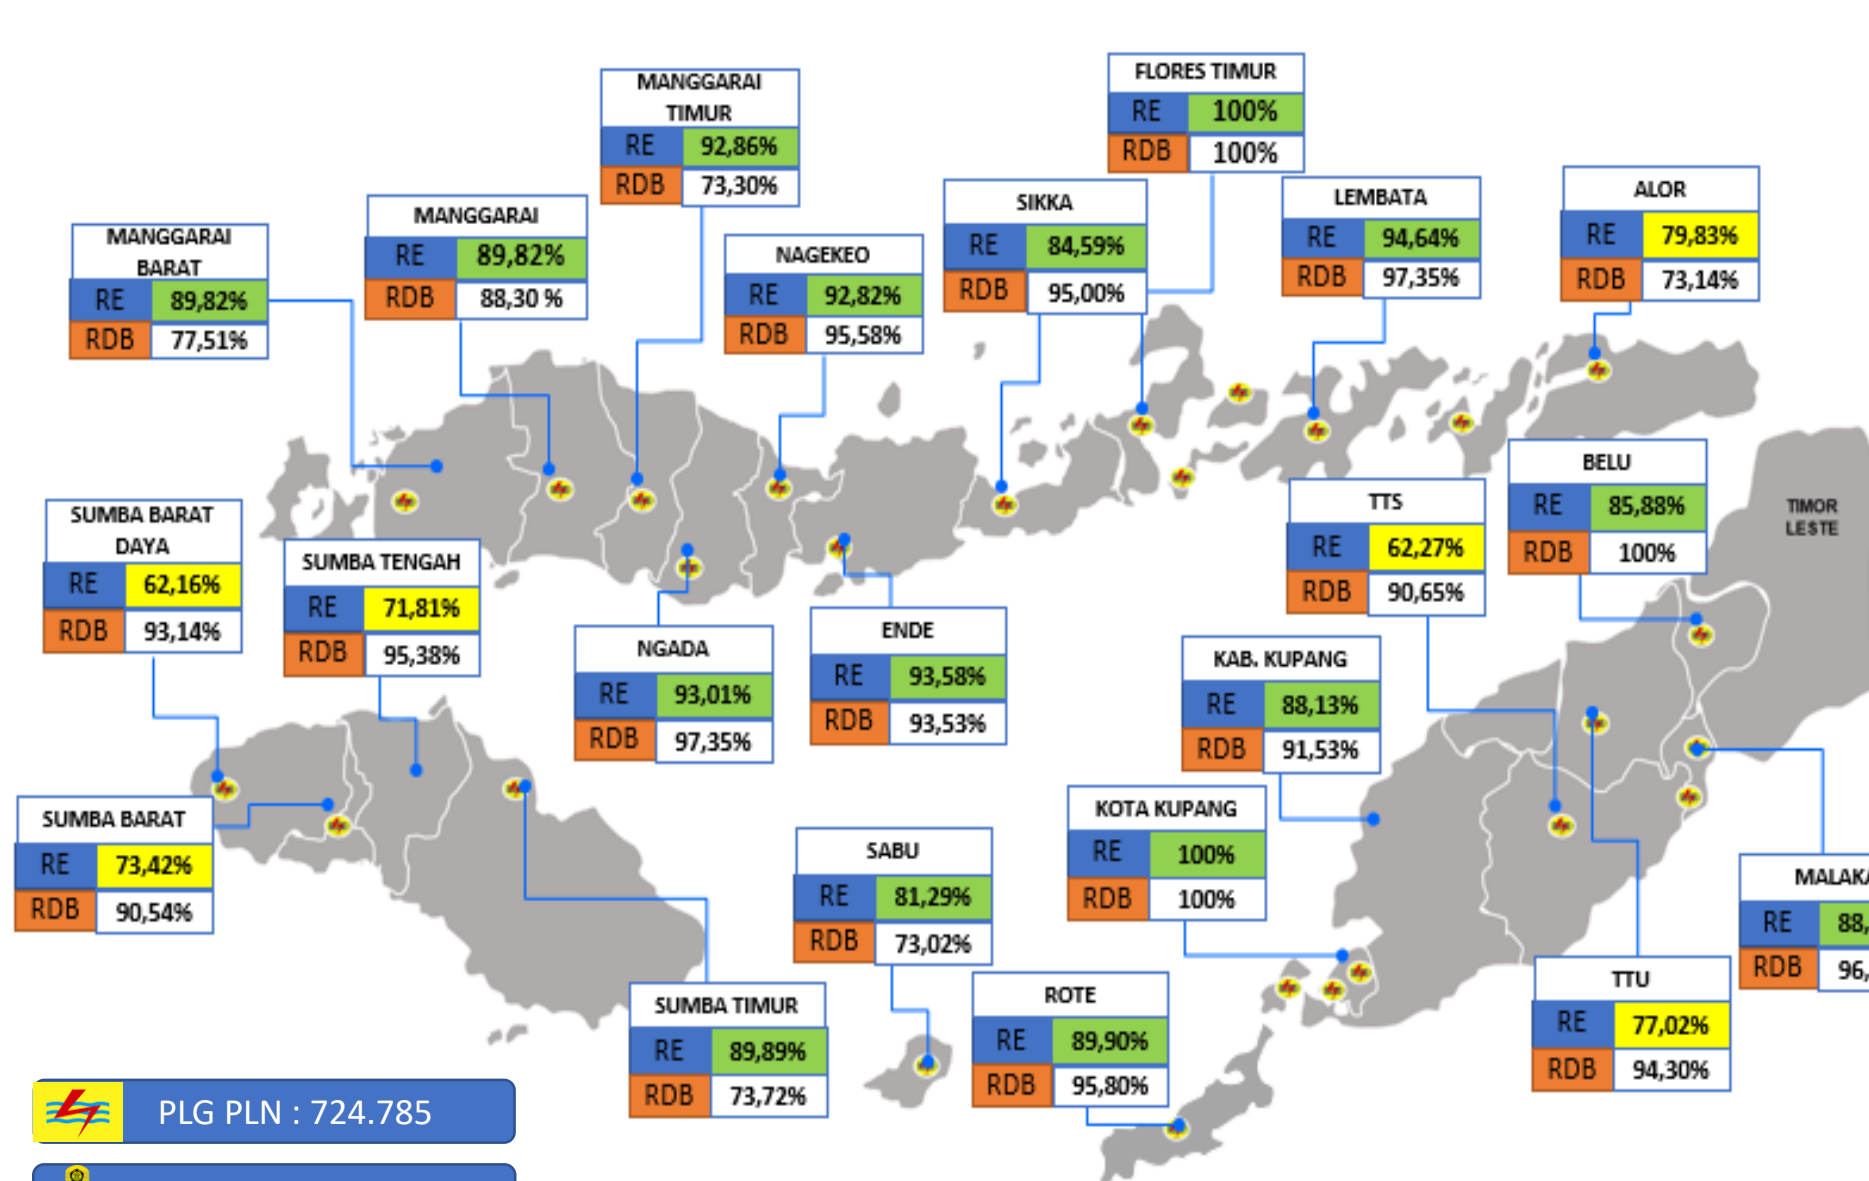 FLORES TIMUR
RE 100%
RDB 100%
MANGGARAI
TIMUR
RE 92,86%
RDB 73,30%
ALOR
RE 79,83%
RDB 73,14%
SIKKA
RE 84,59%
RDB 95,00%
LEMBATA
RE 94,64%
RDB 97,35%
MANGGARAI
RE 89,82%
RDB 88,30 %
MANGGARAI
BARAT
RE 89,82%
RDB 77,51%
NAGEKEO
RE 92,82%
RDB 95,58%
BELU
RE 85,88%
RDB 100%
TIMOR
LESTE
TTS
RE 62,27%
RDB 90,65%
SUMBA BARAT
DAYA
RE 62,16%
RDB 93,14%
SUMBA TENGAH
RE 71,81%
RDB 95,38%
NGADA
RE 93,01%
RDB 97,35%
ENDE
RE 93,58%
RDB 93,53%
KAB. KUPANG
RE 88,13%
RDB 91,53%
SUMBA BARAT
RE 73,42%
RDB 90,54%
KOTA KUPANG
RE 100%
RDB 100%
SABU
RE 81,29%
RDB 73,02%
MALAKA
RE 88,
RDB 96,
TTU
RE 77,02%
RDB 94,30%
ROTE
RE 89,90%
RDB 95,80%
SUMBA TIMUR
RE 89,89%
RDB 73,72%
PLG PLN : 724.785